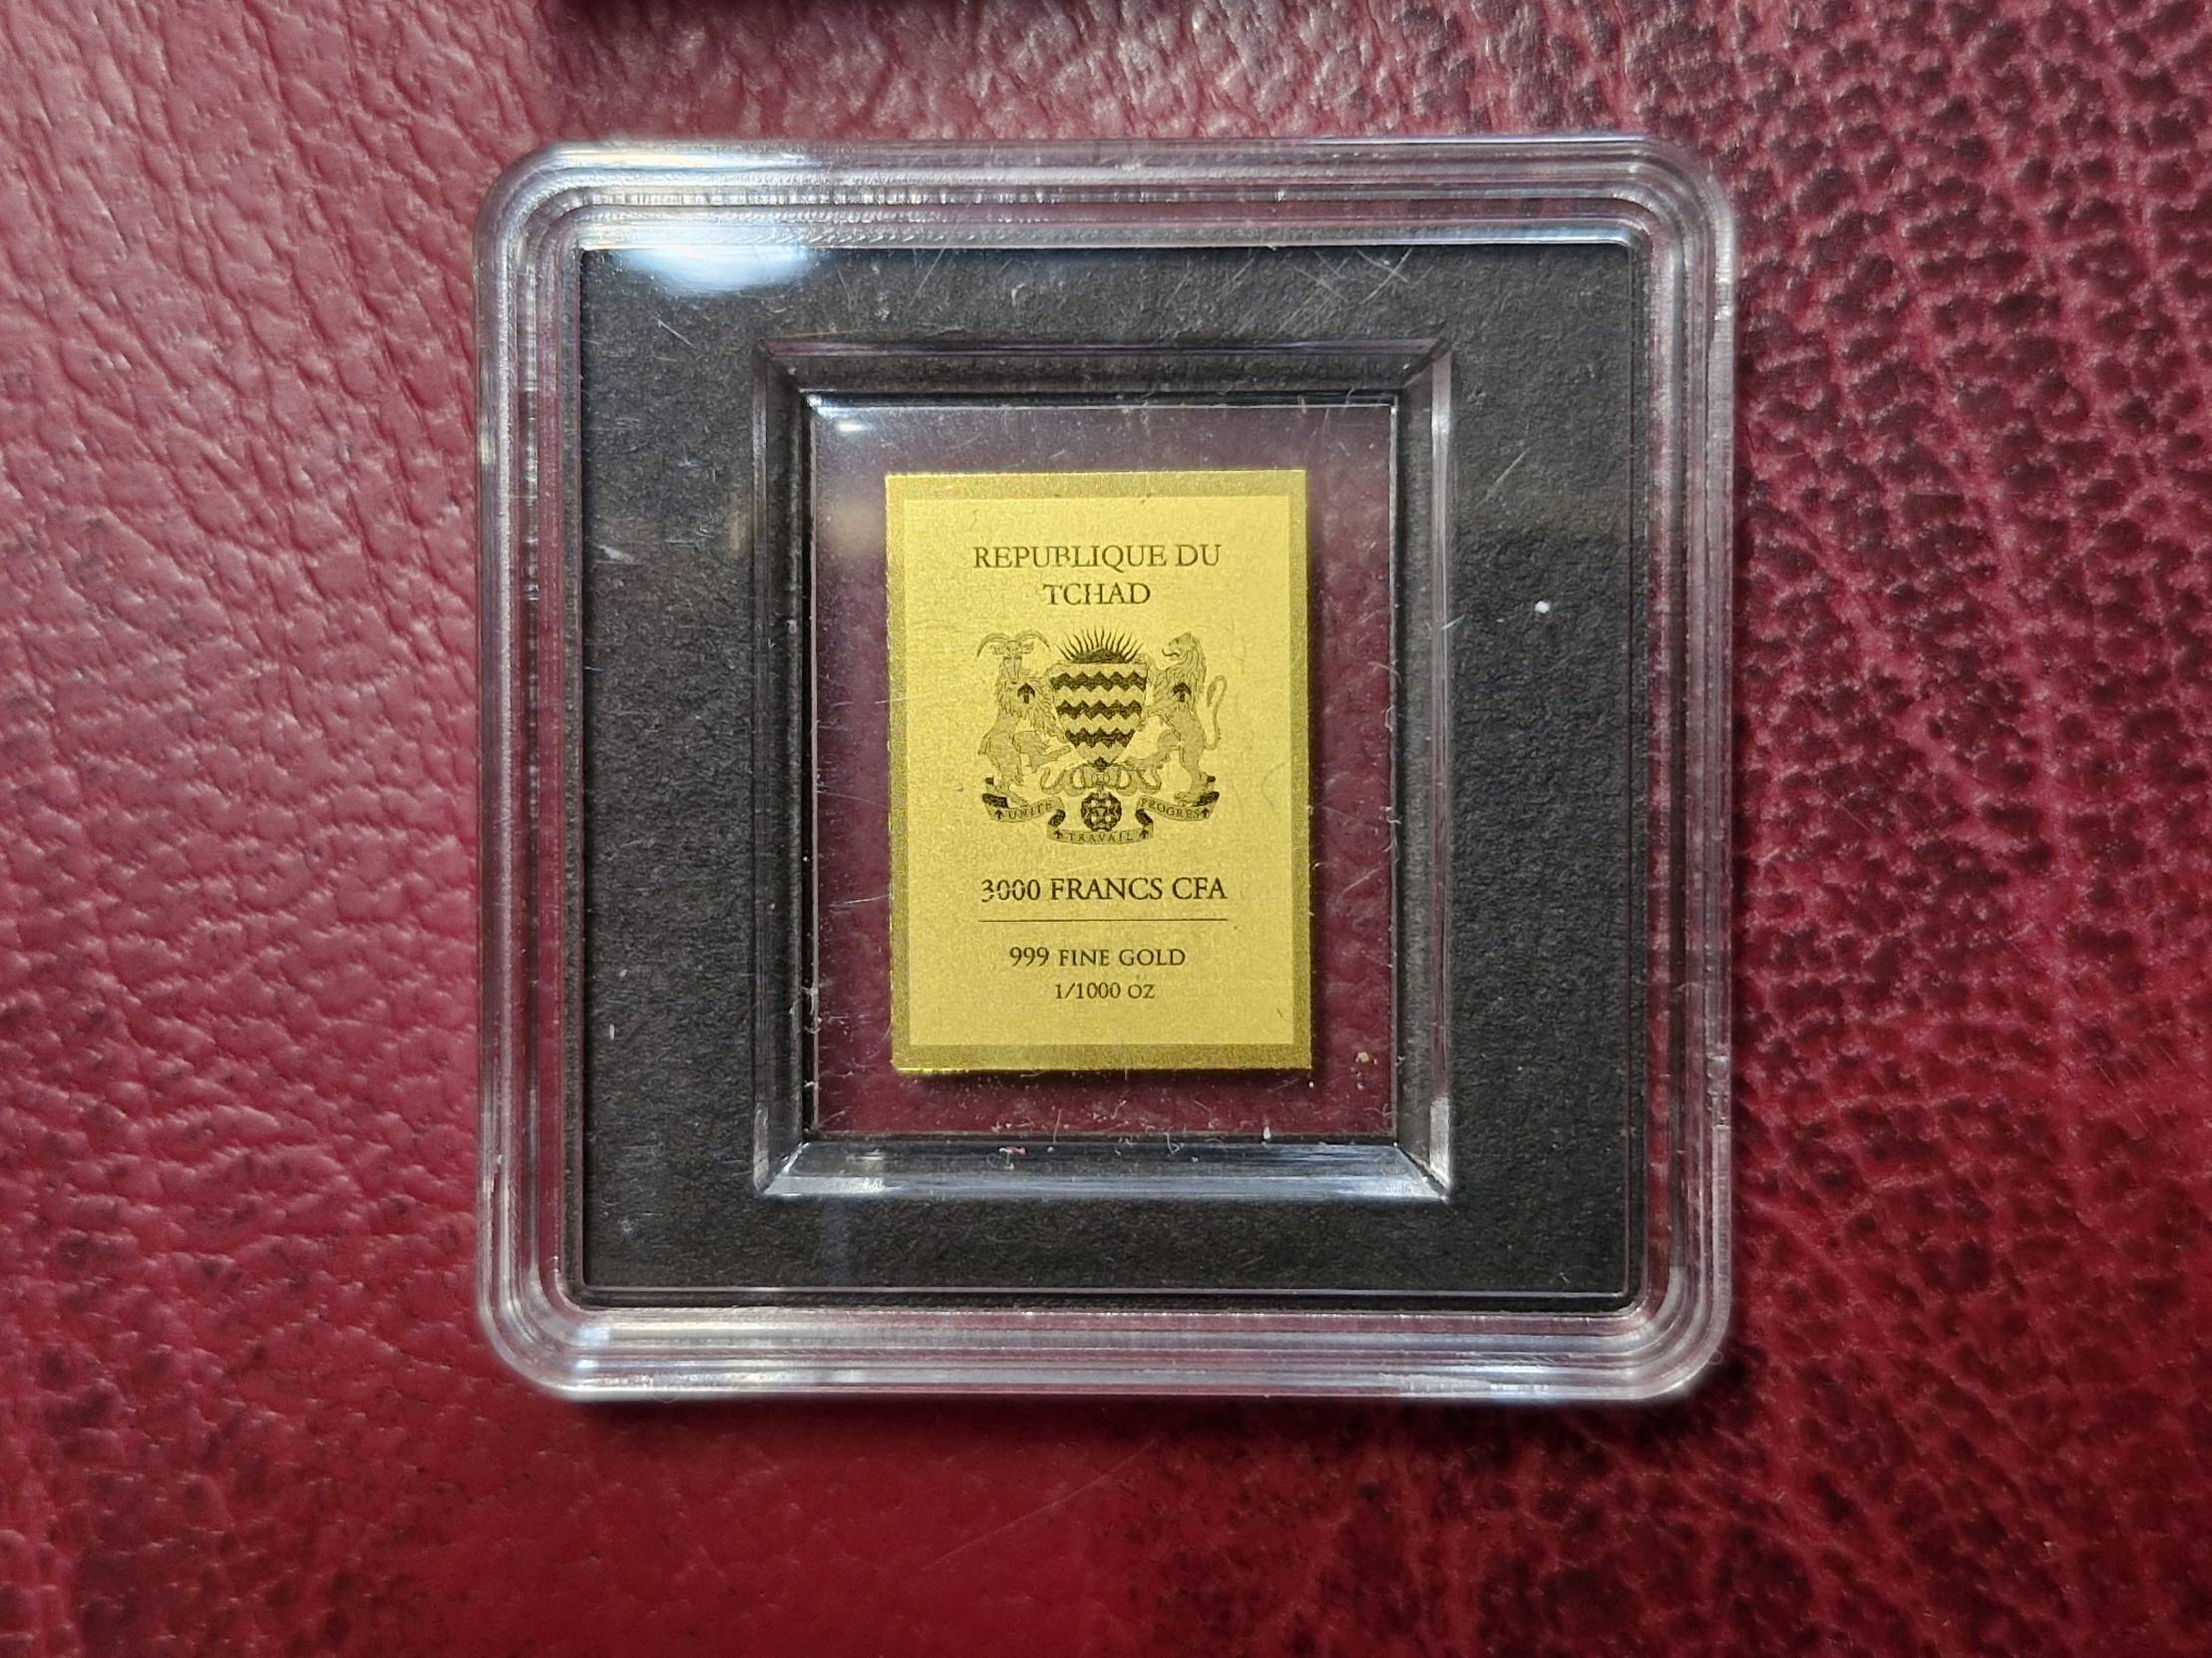 REPUBLIQUE DU
TCHAD
UNITE PROGRES
TRAVAIL
3000 FRANCS CFA
999 FINE GOLD
1/1000 OZ